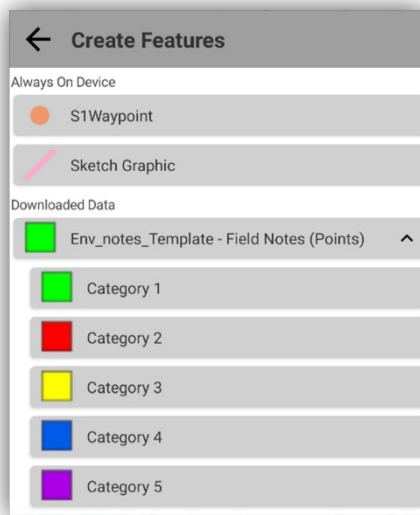 Create Features
Always On Device
S1Waypoint
Sketch Graphic
Downloaded Data
Env_notes_Template - Field Notes (Points)
Category 1
Category 2
Category 3
Category 4
Category 5